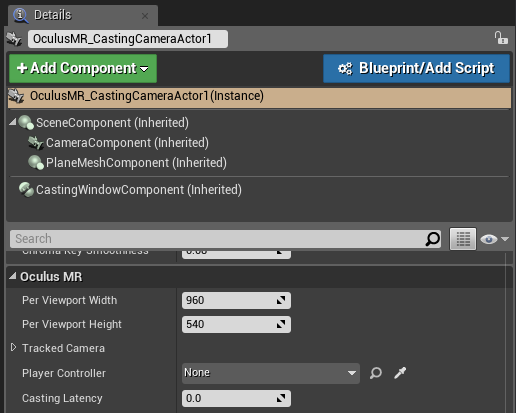 Details
OculusMR_CastingCameraActor1
+ Add Component
Blueprint/Add Script
OculusMR_CastingCameraActor1(Instance)
SceneComponent (Inherited)
CameraComponent (Inherited)
PlaneMeshComponent (Inherited)
CastingWindowComponent (Inherited)
Search
Chroma Key Smoothness
Oculus MR
Per Viewport Width 960
Per Viewport Height 540
Tracked Camera
Player Controller None
Casting Latency 0.0